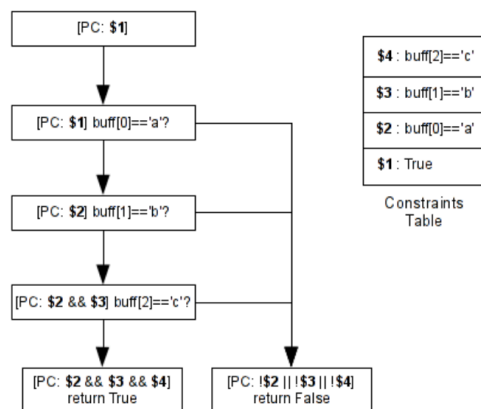 [PC: $1]
[PC: $1] buff[0]=='a'?
[PC: $2] buff[1]=='b'?
[PC: $2 && $3] buff[2]=='c'?
[PC: $2 && $3 && $4]
return True
[PC: !$2 || !$3 || !$4]
return False
$4 : buff[2]=='c'
$3 : buff[1]=='b'
$2 : buff[0]=='a'
$1 : True
Constraints
Table